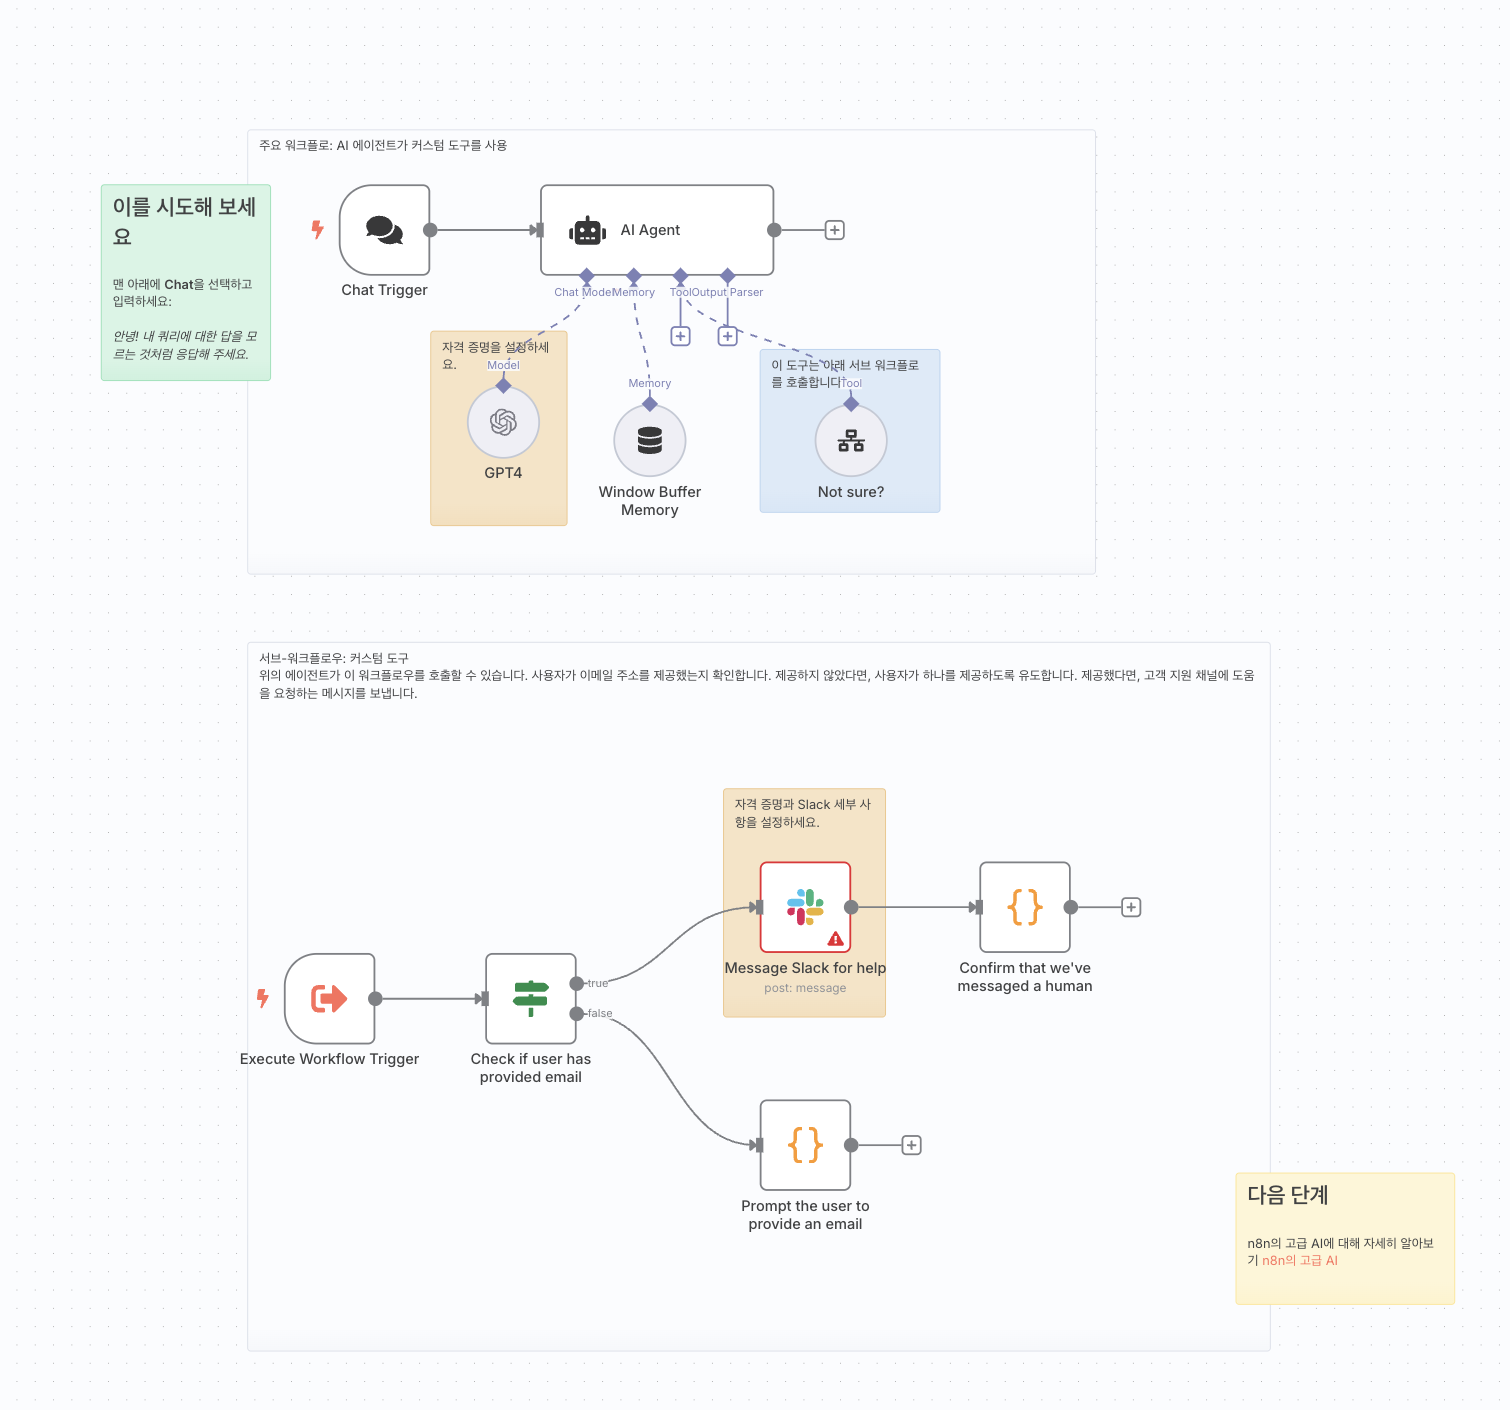 주요 워크플로: AI 에이전트가 커스텀 도구를 사용
이를 시도해 보세
요
맨 아래에 Chat을 선택하고
입력하세요:
안녕! 내 쿼리에 대한 답을 모
르는 것처럼 응답해 주세요.
Chat Trigger
AI Agent
Chat Model
Memory
Tool
Output Parser
자격 증명을 설정하세
요.
Model
GPT4
Memory
Window Buffer
Memory
이 도구는 아래 서브 워크플로
를 호출합니다.
Tool
Not sure?
서브-워크플로우: 커스텀 도구
위의 에이전트가 이 워크플로우를 호출할 수 있습니다. 사용자가 이메일 주소를 제공했는지 확인합니다. 제공하지 않았다면, 사용자가 하나를 제공하도록 유도합니다. 제공했다면, 고객 지원 채널에 도움
을 요청하는 메시지를 보냅니다.
자격 증명과 Slack 세부 사
항을 설정하세요.
Message Slack for help
post: message
Confirm that we've
messaged a human
Execute Workflow Trigger
Check if user has
provided email
true
false
Prompt the user to
provide an email
다음 단계
n8n의 고급 AI에 대해 자세히 알아보
기 n8n의 고급 AI